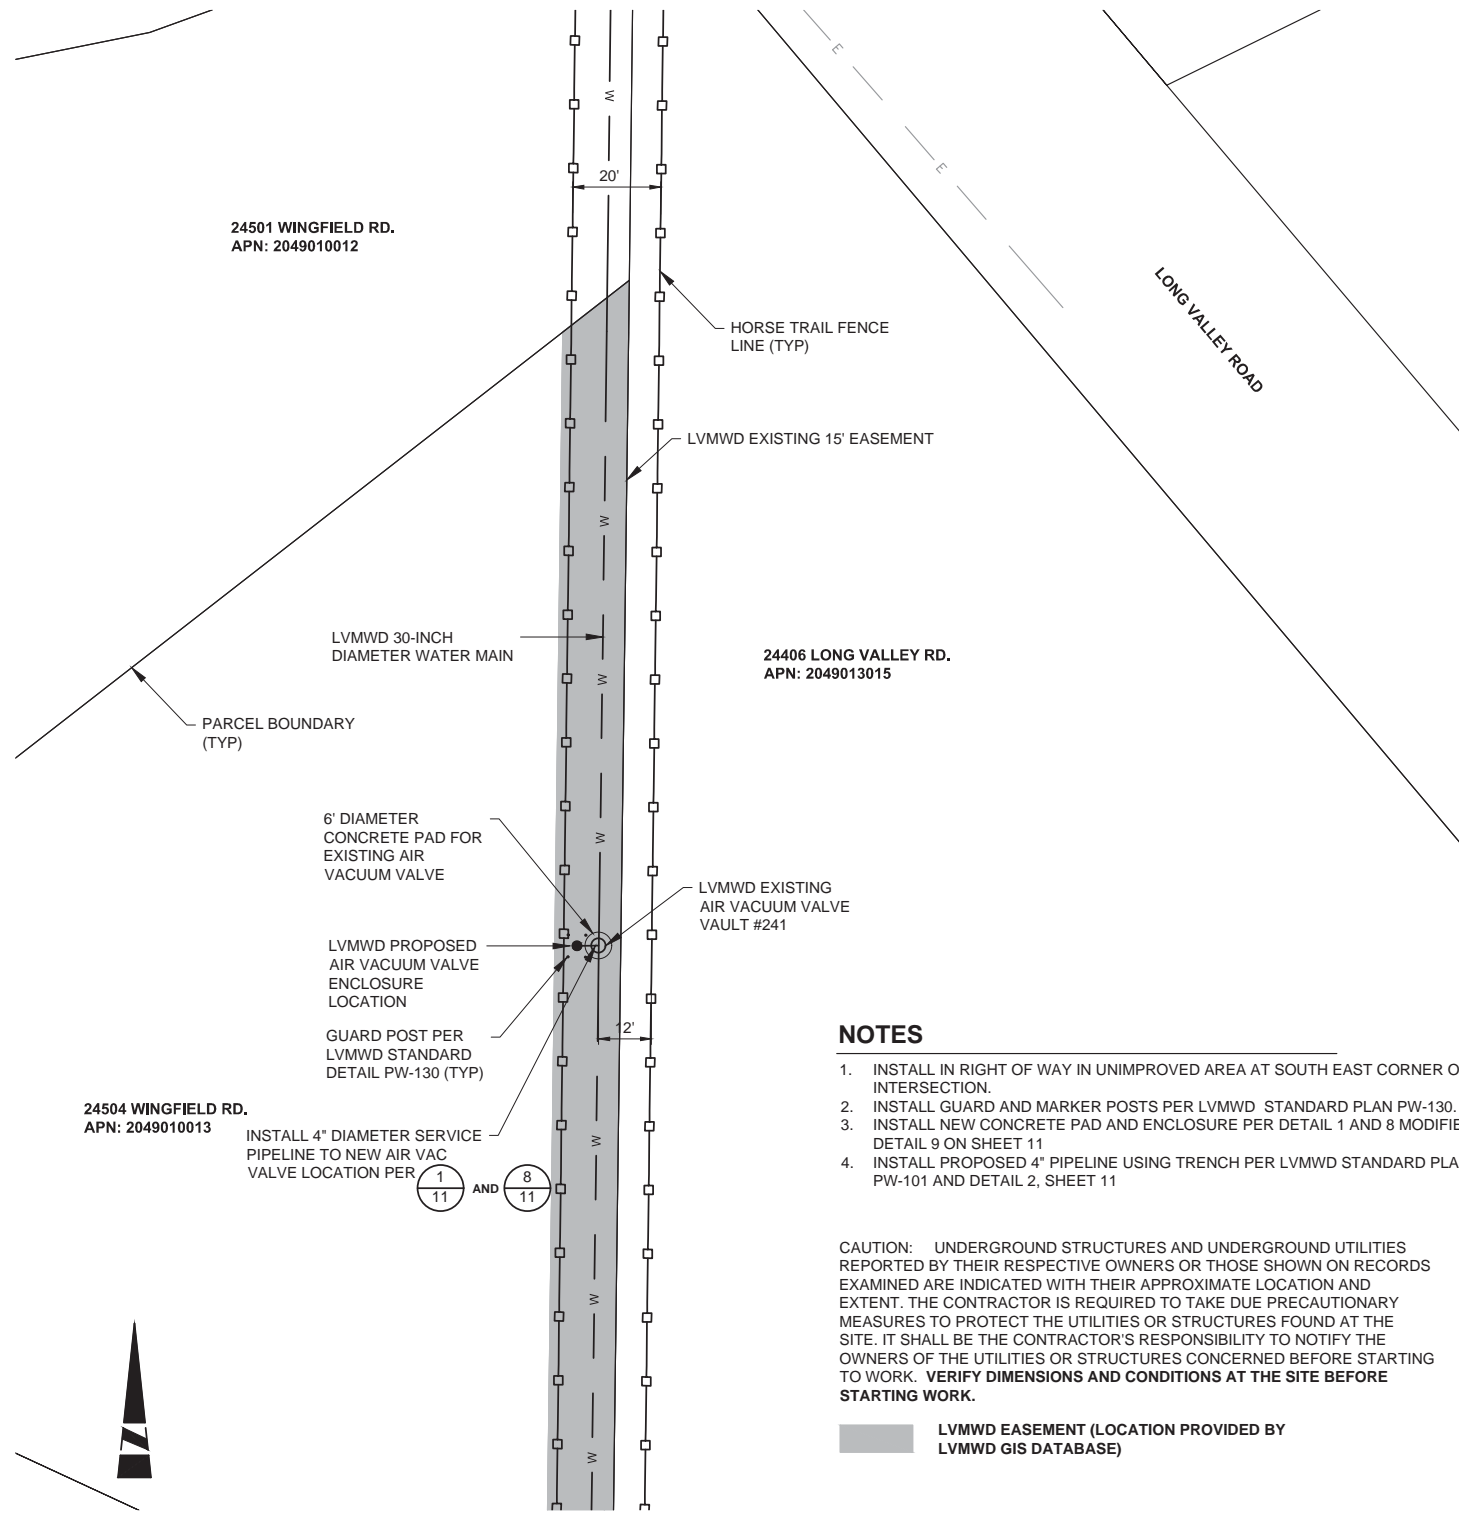 E
W
E
20'
24501 WINGFIELD RD.
APN: 2049010012
LONG VALLEY ROAD
HORSE TRAIL FENCE
LINE (TYP)
LVMWD EXISTING 15' EASEMENT
W
LVMWD 30-INCH
DIAMETER WATER MAIN
24406 LONG VALLEY RD.
APN: 2049013015
W
PARCEL BOUNDARY
(TYP)
6' DIAMETER
CONCRETE PAD FOR
EXISTING AIR
VACUUM VALVE
W
LVMWD EXISTING
AIR VACUUM VALVE
VAULT #241
LVMWD PROPOSED
AIR VACUUM VALVE
ENCLOSURE
LOCATION
12'
GUARD POST PER
LVMWD STANDARD
DETAIL PW-130 (TYP)
24504 WINGFIELD RD.
APN: 2049010013
INSTALL 4" DIAMETER SERVICE
PIPELINE TO NEW AIR VAC
VALVE LOCATION PER
1
11
AND
8
11
W
W
W
NOTES
1. INSTALL IN RIGHT OF WAY IN UNIMPROVED AREA AT SOUTH EAST CORNER O
INTERSECTION.
2. INSTALL GUARD AND MARKER POSTS PER LVMWD STANDARD PLAN PW-130.
3. INSTALL NEW CONCRETE PAD AND ENCLOSURE PER DETAIL 1 AND 8 MODIFIE
DETAIL 9 ON SHEET 11
4. INSTALL PROPOSED 4" PIPELINE USING TRENCH PER LVMWD STANDARD PLA
PW-101 AND DETAIL 2, SHEET 11
CAUTION: UNDERGROUND STRUCTURES AND UNDERGROUND UTILITIES
REPORTED BY THEIR RESPECTIVE OWNERS OR THOSE SHOWN ON RECORDS
EXAMINED ARE INDICATED WITH THEIR APPROXIMATE LOCATION AND
EXTENT. THE CONTRACTOR IS REQUIRED TO TAKE DUE PRECAUTIONARY
MEASURES TO PROTECT THE UTILITIES OR STRUCTURES FOUND AT THE
SITE. IT SHALL BE THE CONTRACTOR'S RESPONSIBILITY TO NOTIFY THE
OWNERS OF THE UTILITIES OR STRUCTURES CONCERNED BEFORE STARTING
TO WORK. VERIFY DIMENSIONS AND CONDITIONS AT THE SITE BEFORE
STARTING WORK.
LVMWD EASEMENT (LOCATION PROVIDED BY
LVMWD GIS DATABASE)